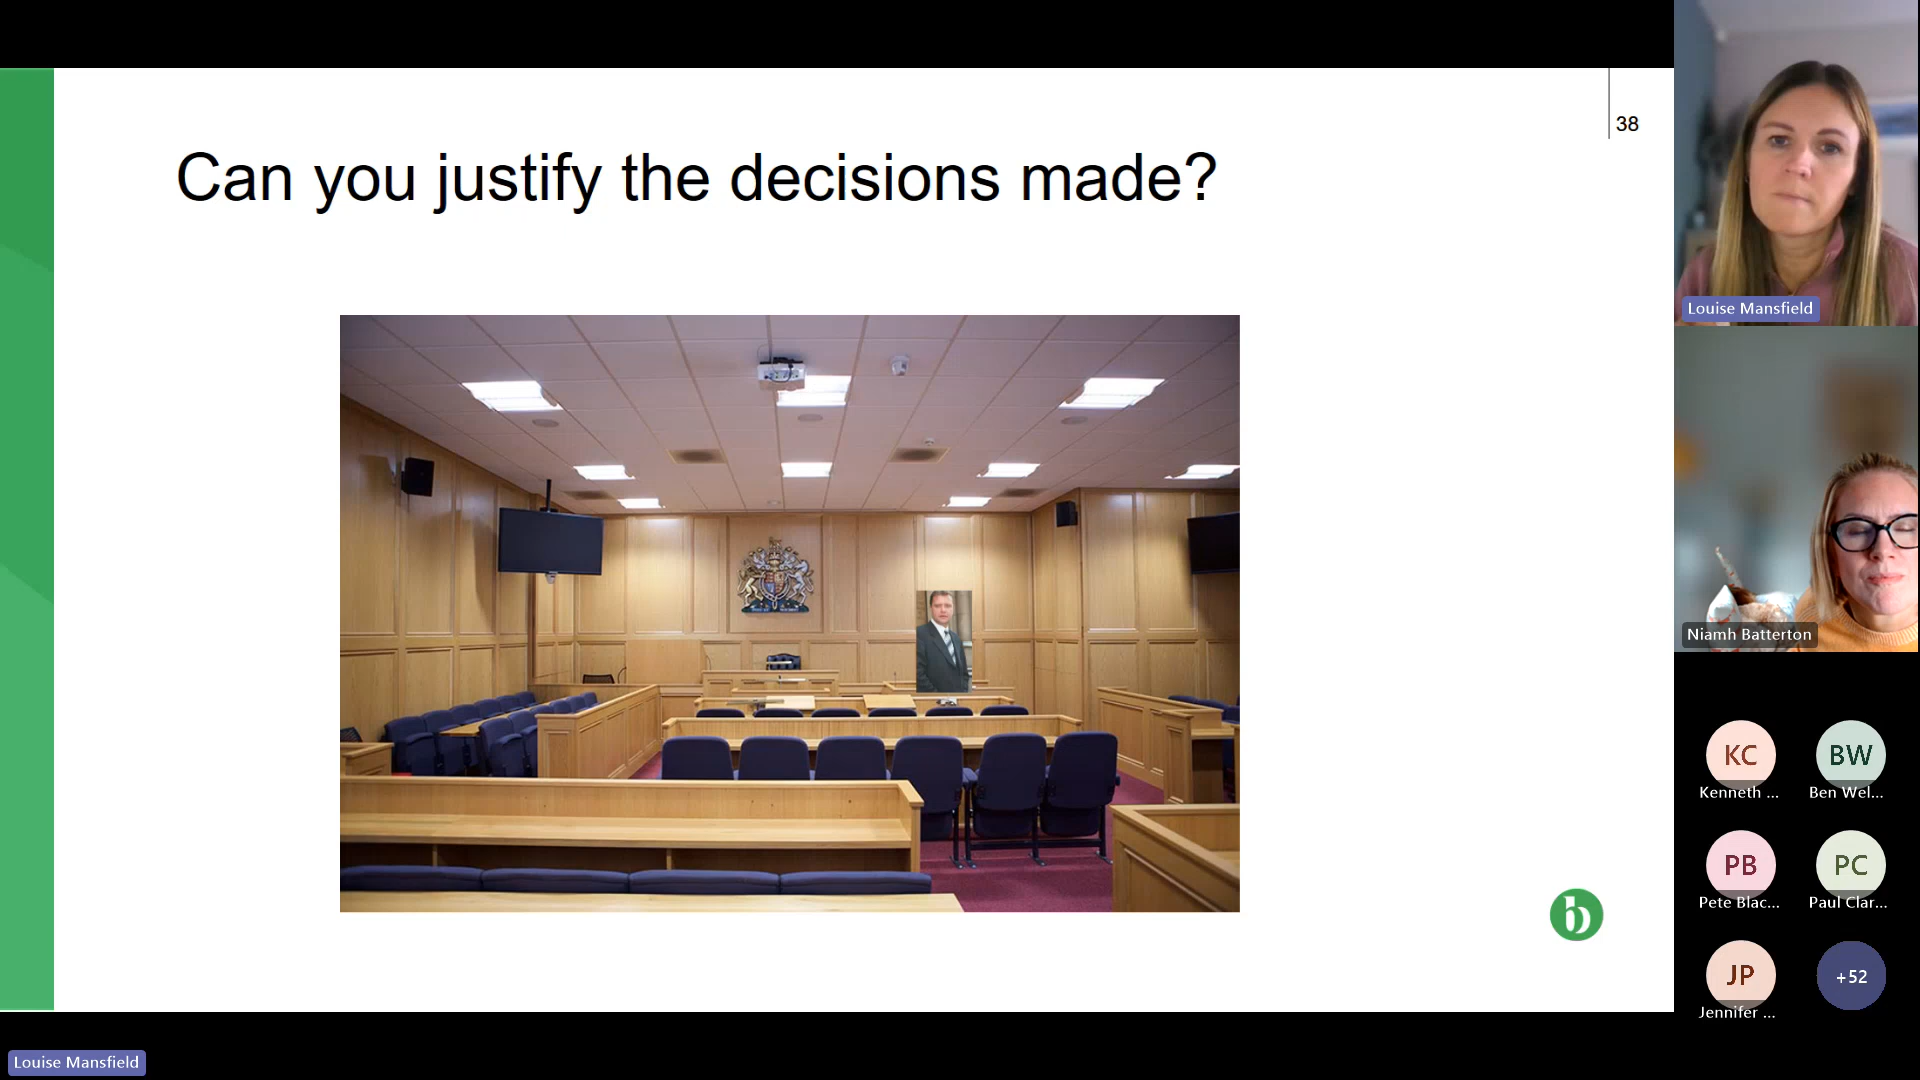 38
Can you justify the decisions made?
Louise Mansfield
Niamh Batterton
KC
BW
Kenneth ...
Ben Wel...
PB
PC
Pete Blac...
Paul Clar...
JP
+52
Jennifer ...
Louise Mansfield